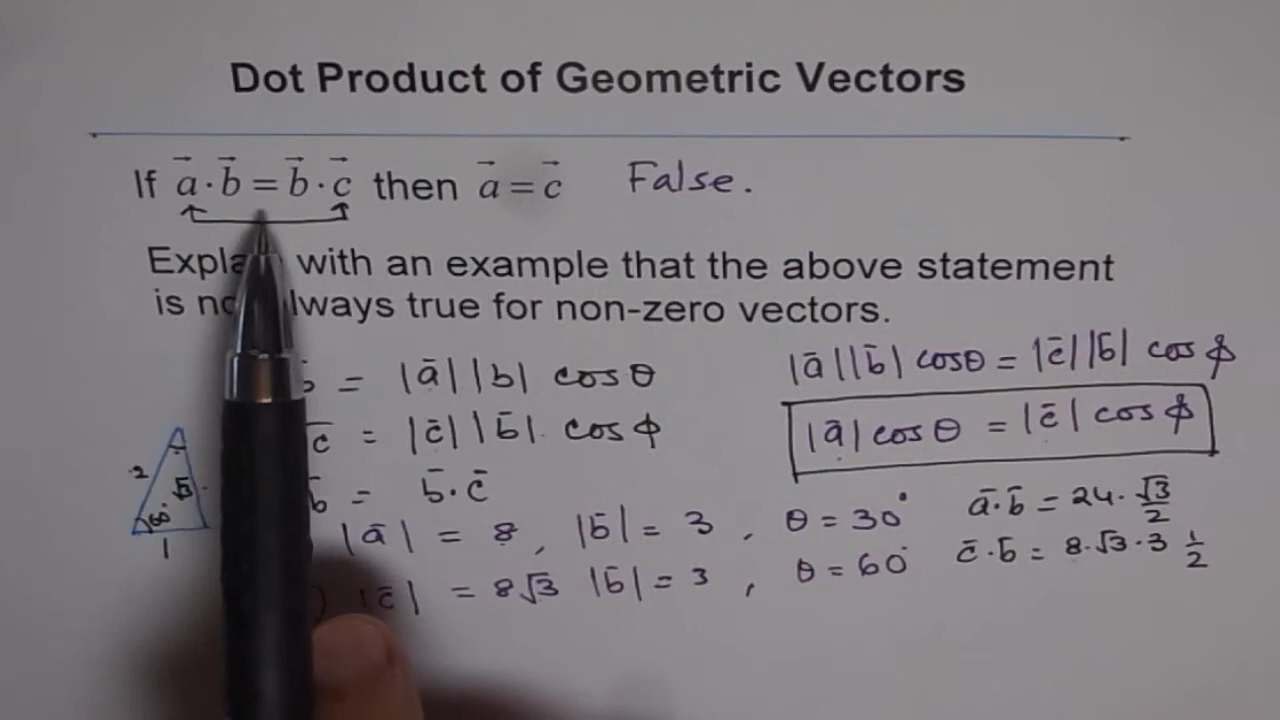 Dot Product of Geometric Vectors
If a⃗ · b⃗ = b⃗ · c⃗ then a⃗ = c⃗ False.
with an example that the above statement
is always true for non-zero vectors.
= |a̅| |b| cos θ
c̅ = |c̅| |b̅| . cos ϕ
= b̅ · c̅
|a̅| = 8 , |b̅| = 3 , θ = 30°
|c̅| = 8√3 |b̅| = 3 , θ = 60°
|a̅| |b̅| cos θ = |c̅| |b̅| cos ϕ
|a̅| cos θ = |c̅| cos ϕ
a̅ · b̅ = 24 · √3/2
c̅ · b̅ = 8 · √3 · 3 1/2
2
√3
60°
1